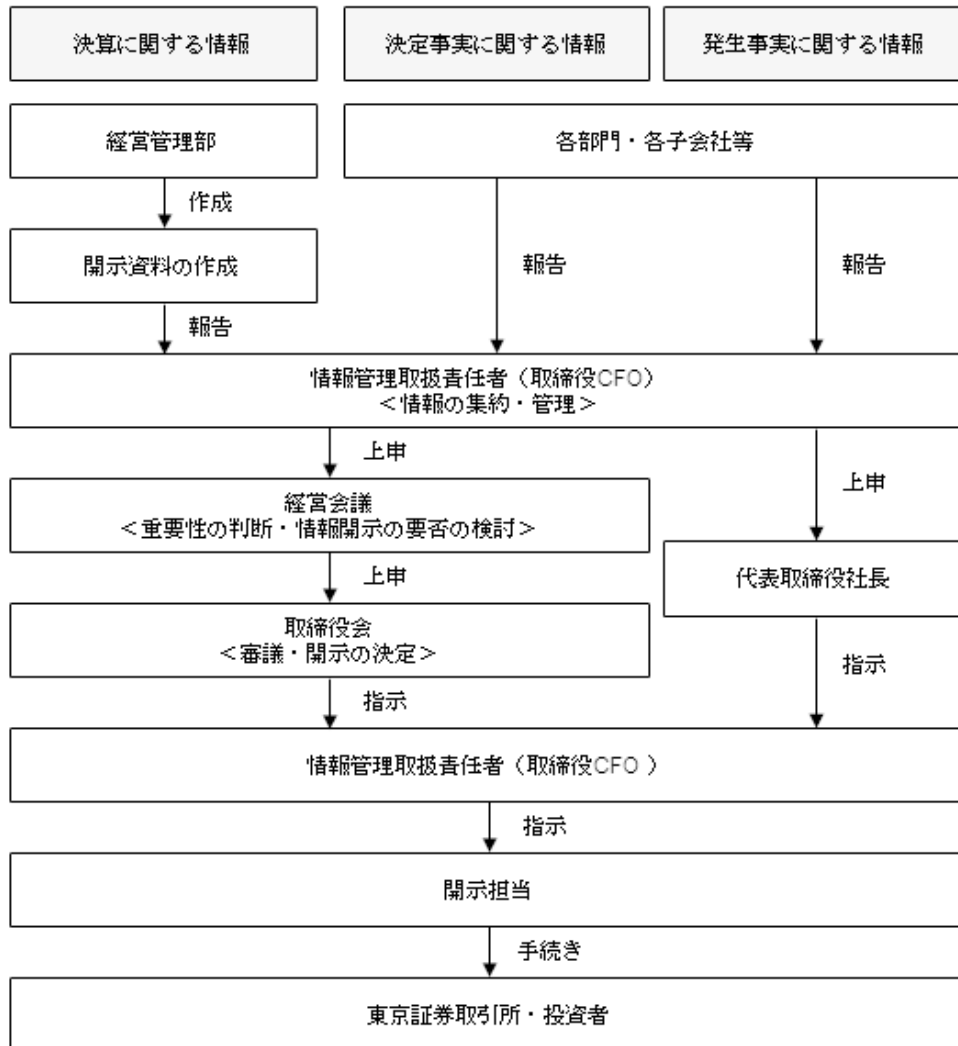 決算に関する情報
決定事実に関する情報
発生事実に関する情報
経営管理部
各部門・各子会社等
作成
開示資料の作成
報告
報告
報告
情報管理取扱責任者（取締役CFO）
＜情報の集約・管理＞
上申
上申
経営会議
＜重要性の判断・情報開示の要否の検討＞
上申
代表取締役社長
取締役会
＜審議・開示の決定＞
指示
指示
情報管理取扱責任者（取締役CFO ）
指示
開示担当
手続き
東京証券取引所・投資者